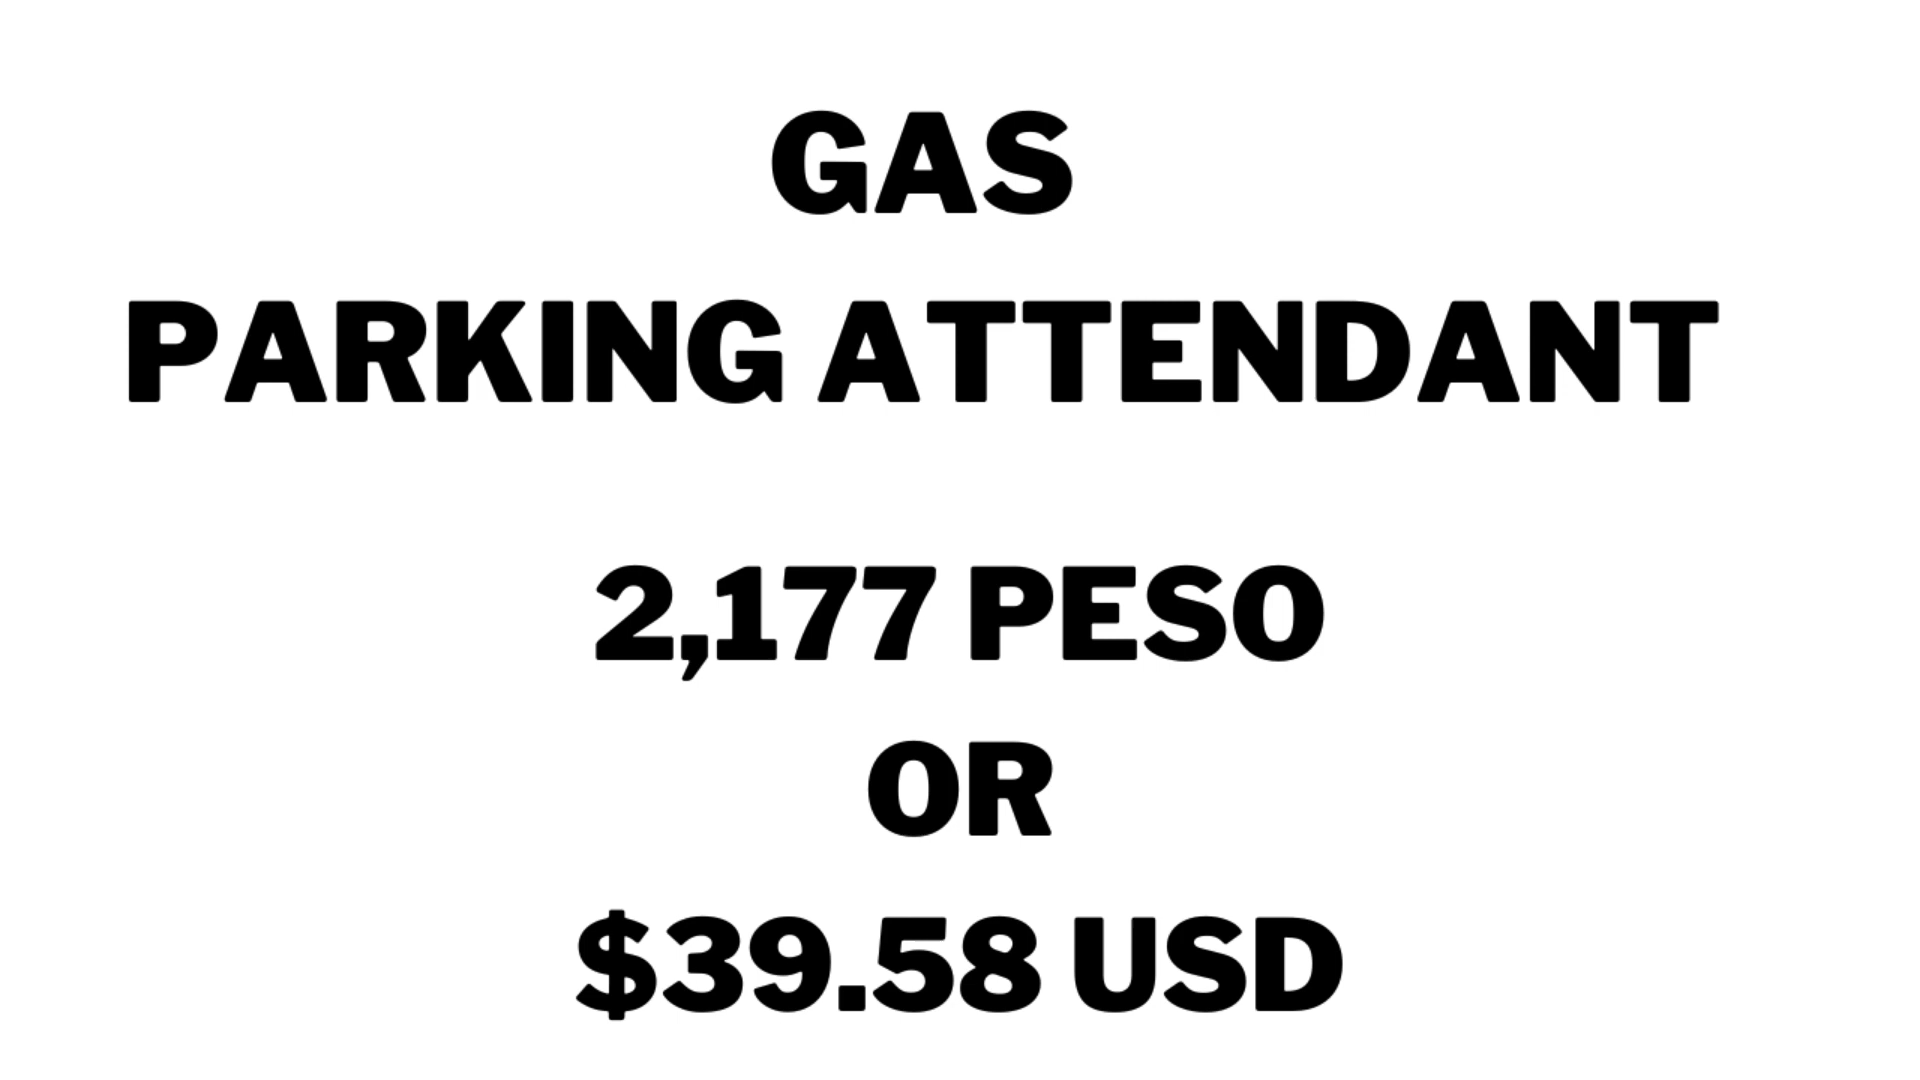 GAS
PARKING ATTENDANT
2,177 PESO
OR
$39.58 USD